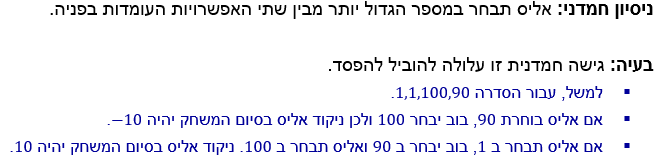 ניסיון חמדני: אליס תבחר במספר הגדול יותר מבין שתי האפשרויות העומדות בפניה.
בעיה: גישה חמדנית זו עלולה להוביל להפסד.
▪ למשל, עבור הסדרה 1,1,100,90.
▪ אם אליס בוחרת 90, בוב יבחר 100 ולכן ניקוד אליס בסיום המשחק יהיה 10−.
▪ אם אליס תבחר ב 1, בוב יבחר ב 90 ואליס תבחר ב 100. ניקוד אליס בסיום המשחק יהיה 10.